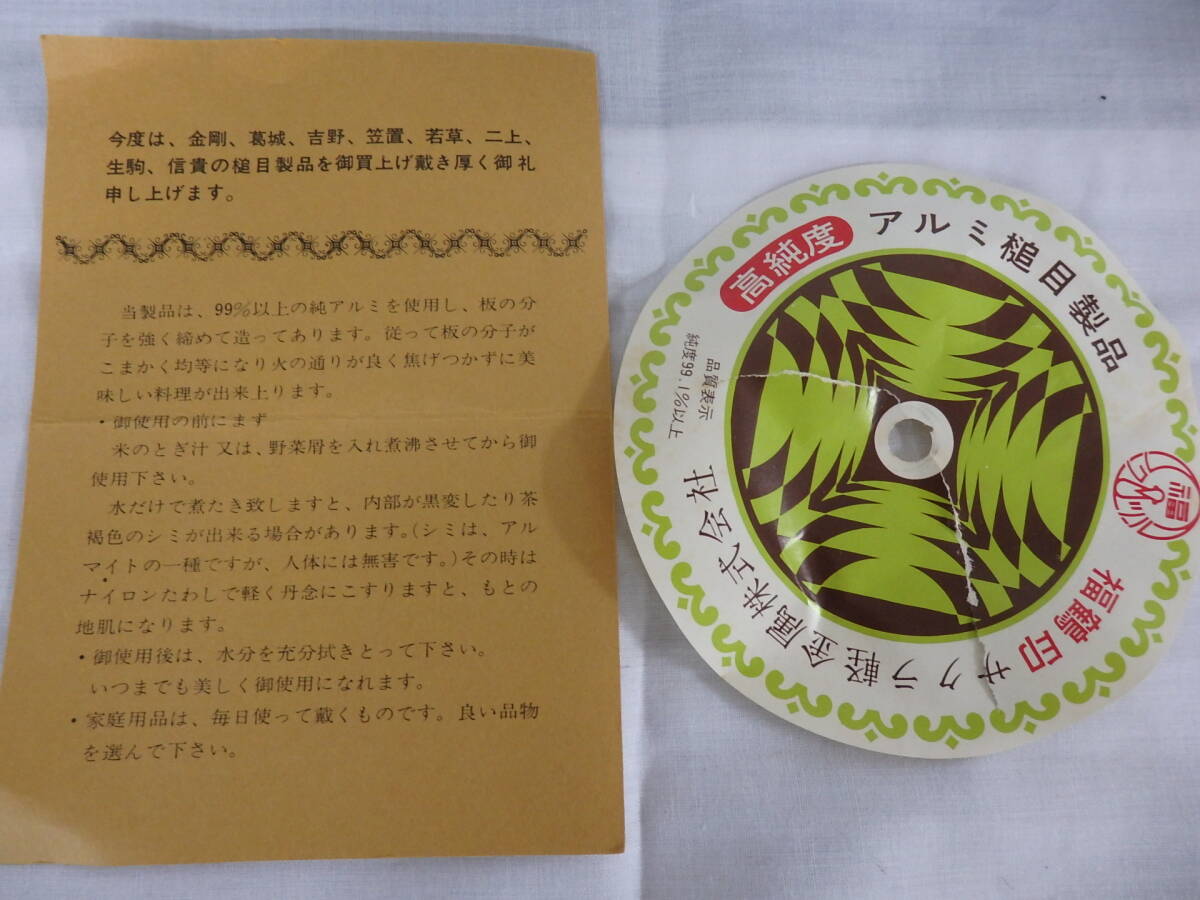 今度は、金剛、葛城、吉野、笠置、若草、二上、
生駒、信貴の槌目製品を御買上げ戴き厚く御礼
申し上げます。
当製品は、99%以上の純アルミを使用し、板の分
子を強く締めて造ってあります。従って板の分子が
こまかく均等になり火の通りが良く焦げつかずに美
味しい料理が出来上ります。
・御使用の前にまず
米のとぎ汁又は、野菜屑を入れ煮沸させてから御
使用下さい。
水だけで煮たき致しますと、内部が黒変したり茶
褐色のシミが出来る場合があります。(シミは、アル
マイトの一種ですが、人体には無害です。)その時は
ナイロンたわしで軽く丹念にこすりますと、もとの
地肌になります。
・御使用後は、水分を充分拭きとって下さい。
いつまでも美しく御使用になれます。
・家庭用品は、毎日使って戴くものです。良い品物
を選んで下さい。
高純度
アルミ槌目製品
品質表示
純度99.1%以上
福
福鶴印
サクラ軽金属株式会社